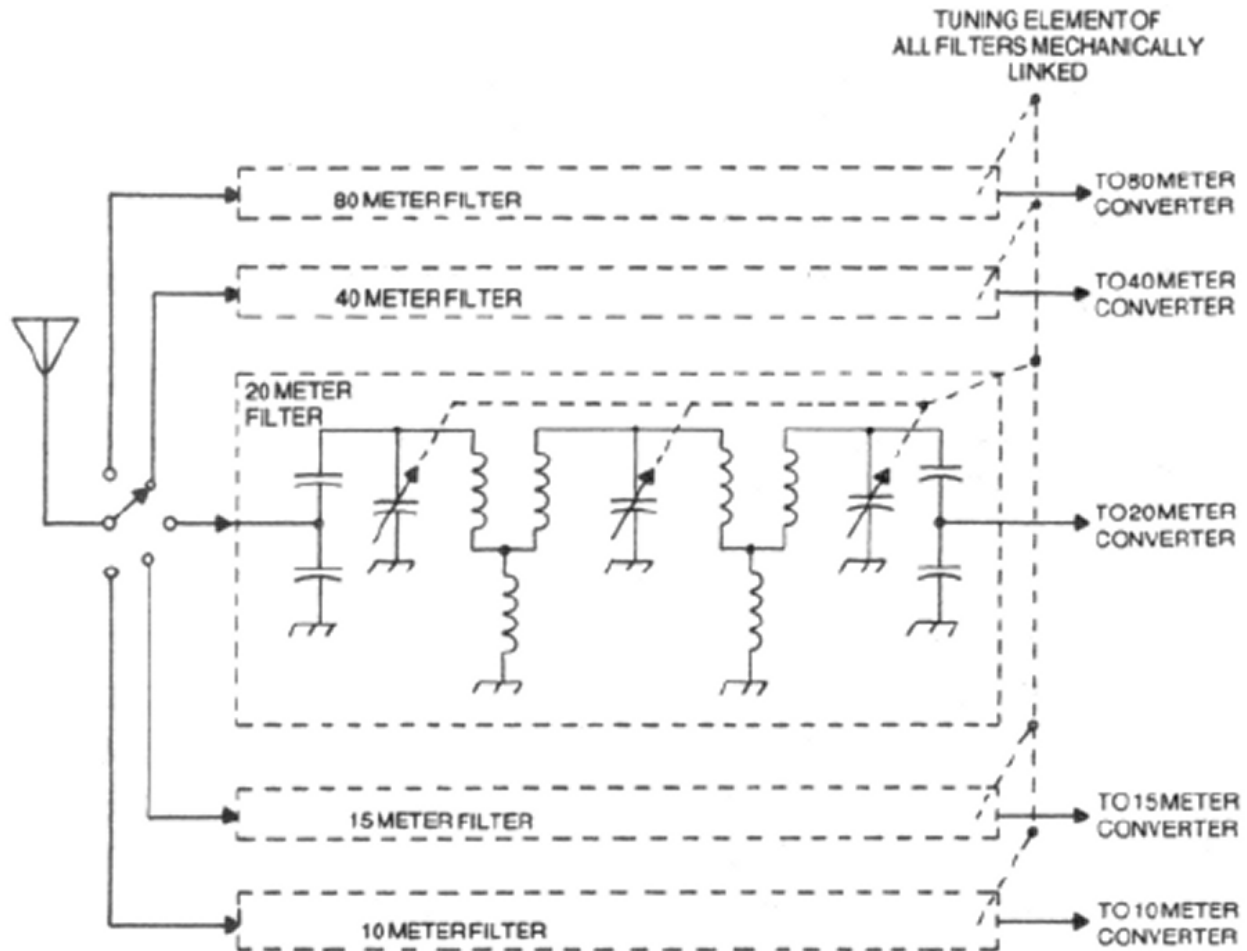 TUNING ELEMENT OF
ALL FILTERS MECHANICALLY
LINKED
80 METER FILTER
TO 80 METER
CONVERTER
40 METER FILTER
TO 40 METER
CONVERTER
20 METER
FILTER
TO 20 METER
CONVERTER
15 METER FILTER
TO 15 METER
CONVERTER
10 METER FILTER
TO 10 METER
CONVERTER